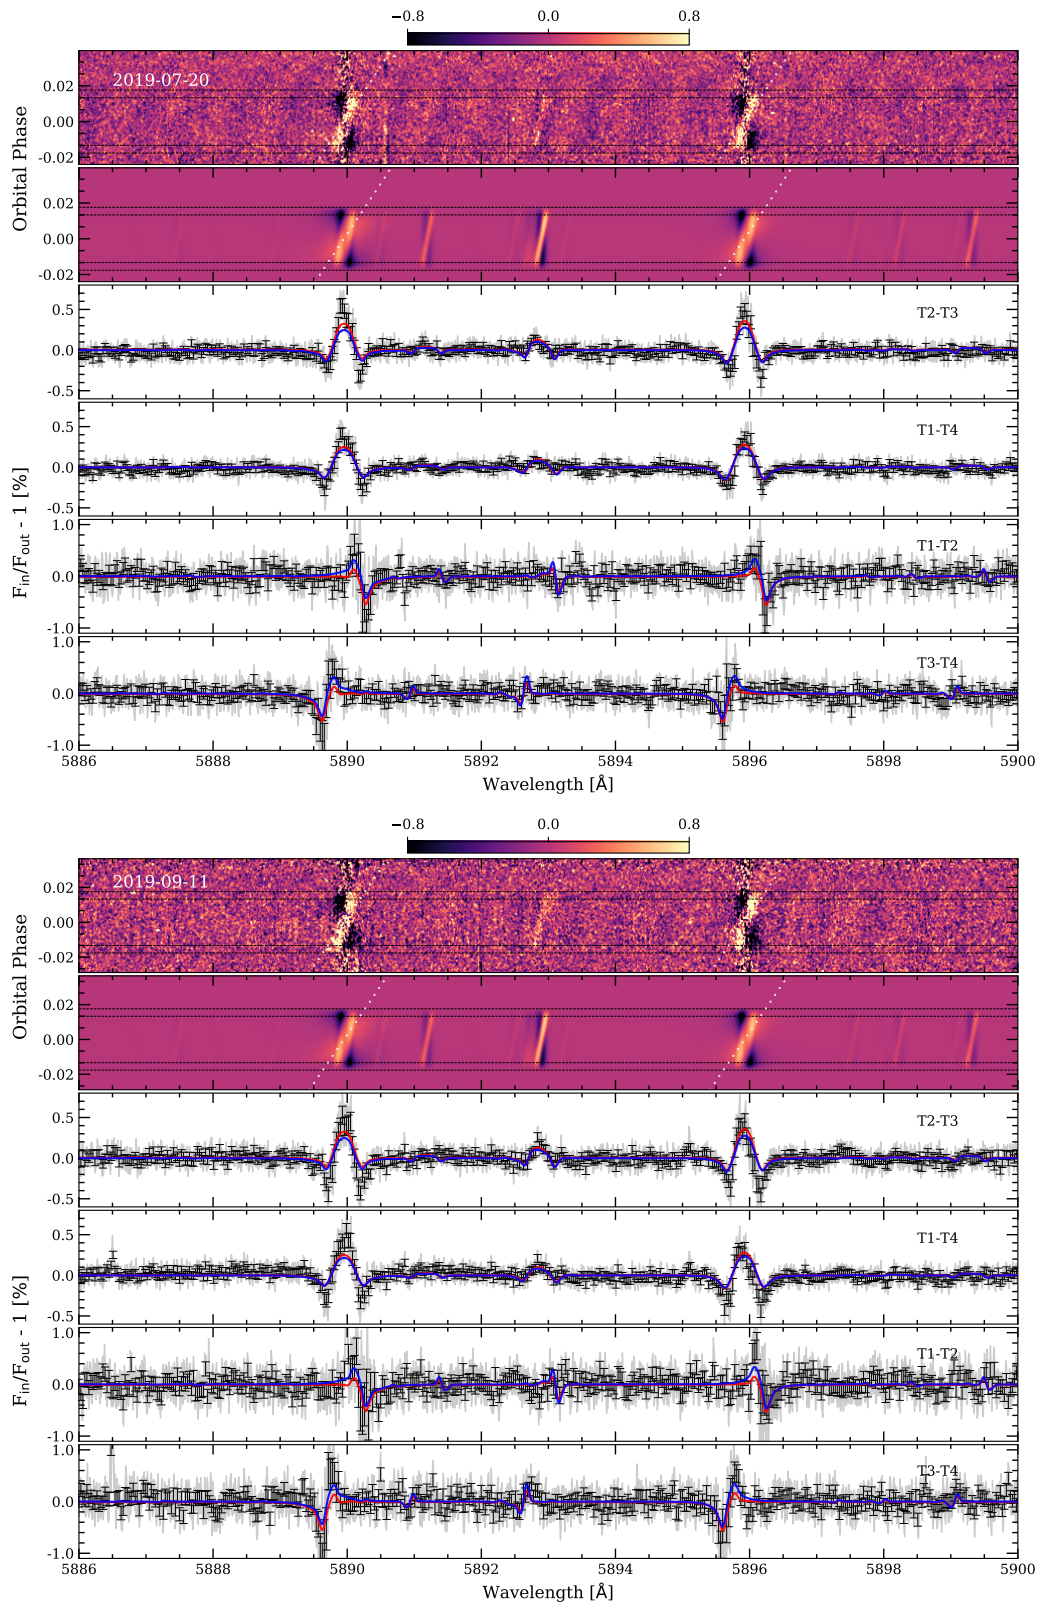 −0.8 0.0 0.8
2019-07-20
0.02
0.00
-0.02
Orbital Phase
0.02
0.00
-0.02
T2-T3
0.5
0.0
-0.5
T1-T4
0.5
0.0
-0.5
F_in/F_out - 1 [%]
T1-T2
1.0
0.0
-1.0
T3-T4
1.0
0.0
-1.0
5886 5888 5890 5892 5894 5896 5898 5900
Wavelength [Å]
−0.8 0.0 0.8
2019-09-11
0.02
0.00
-0.02
Orbital Phase
0.02
0.00
-0.02
T2-T3
0.5
0.0
-0.5
T1-T4
0.5
0.0
-0.5
F_in/F_out - 1 [%]
T1-T2
1.0
0.0
-1.0
T3-T4
1.0
0.0
-1.0
5886 5888 5890 5892 5894 5896 5898 5900
Wavelength [Å]